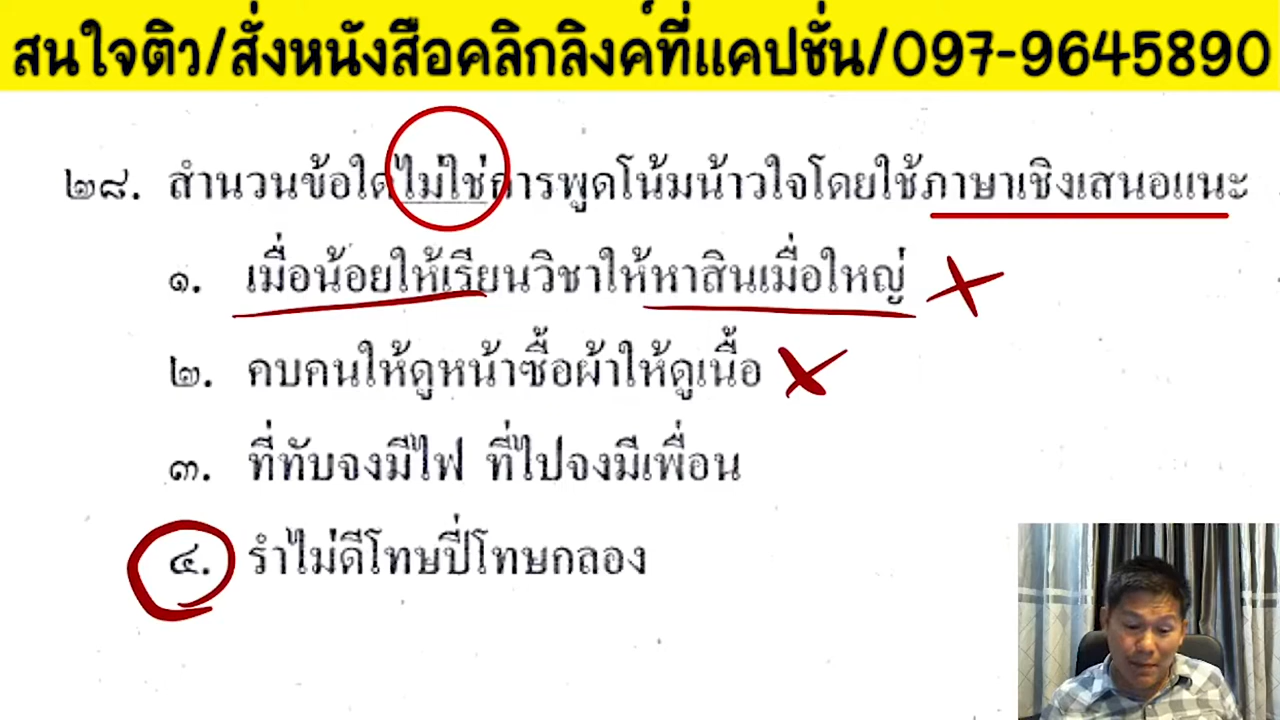 สนใจติว/สั่งหนังสือคลิกลิงค์ที่แคปชั่น/097-9645890
๒๘. สำนวนข้อใดไม่ใช่การพูดโน้มน้าวใจโดยใช้ภาษาเชิงเสนอแนะ
๑. เมื่อน้อยให้เรียนวิชาให้หาสินเมื่อใหญ่
๒. คบคนให้ดูหน้าซื้อผ้าให้ดูเนื้อ
๓. ที่ทับจงมีไฟ ที่ไปจงมีเพื่อน
๔. รำไม่ดีโทษปี่โทษกลอง